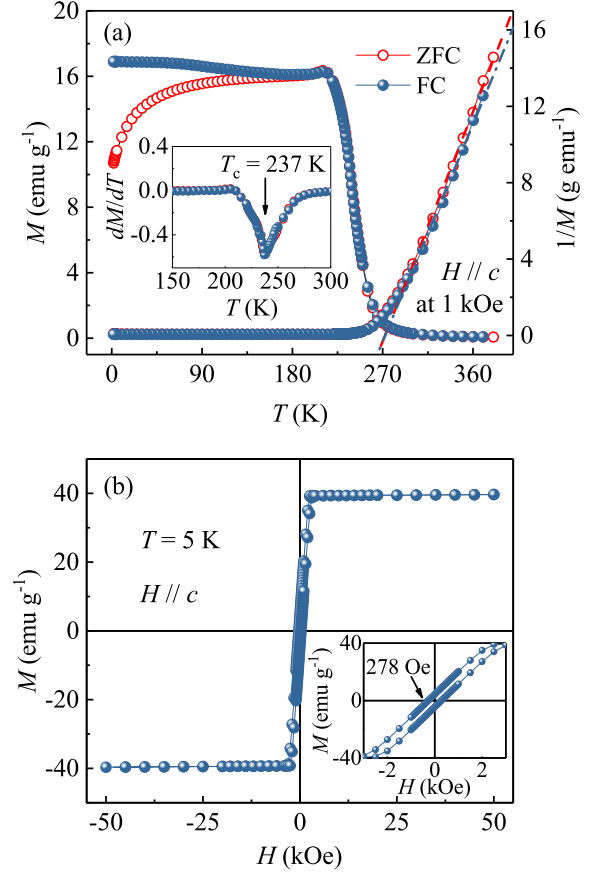 (a)
ZFC
FC
20
16
12
8
4
0
M (emu g⁻¹)
16
12
8
4
0
1/M (g emu⁻¹)
0.4
0.0
-0.4
dM/dT
T_c = 237 K
150 200 250 300
T (K)
H // c
at 1 kOe
0 90 180 270 360
T (K)
(b)
40
20
0
-20
-40
M (emu g⁻¹)
T = 5 K
H // c
40
0
-40
M (emu g⁻¹)
278 Oe
-2 0 2
H (kOe)
-50 -25 0 25 50
H (kOe)